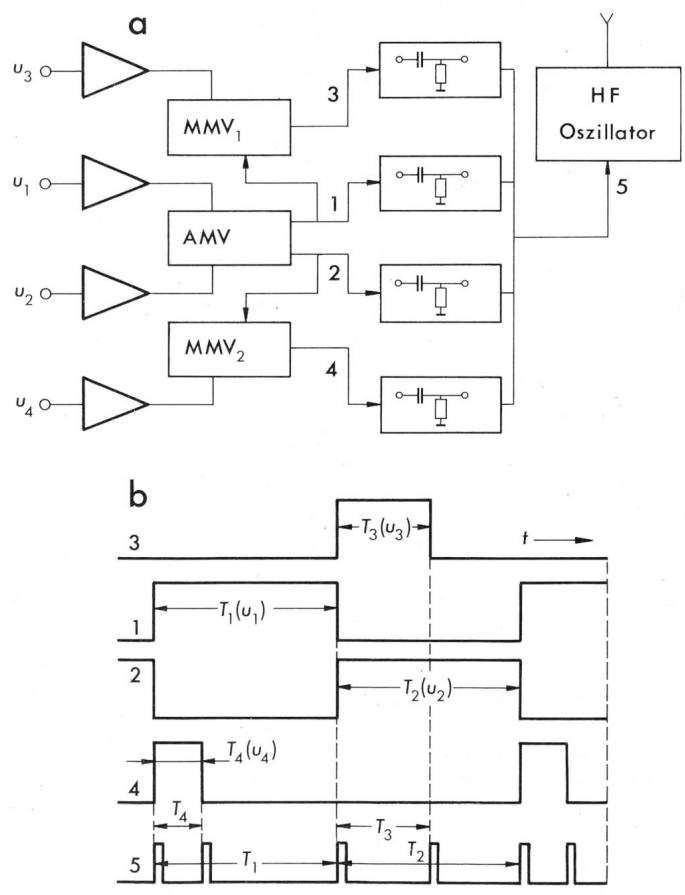 a
u3
MMV1
3
HF
Oszillator
u1
AMV
1
5
u2
2
MMV2
4
u4
b
3
T3(u3)
t
1
T1(u1)
2
T2(u2)
4
T4(u4)
T4
T3
5
T1
T2